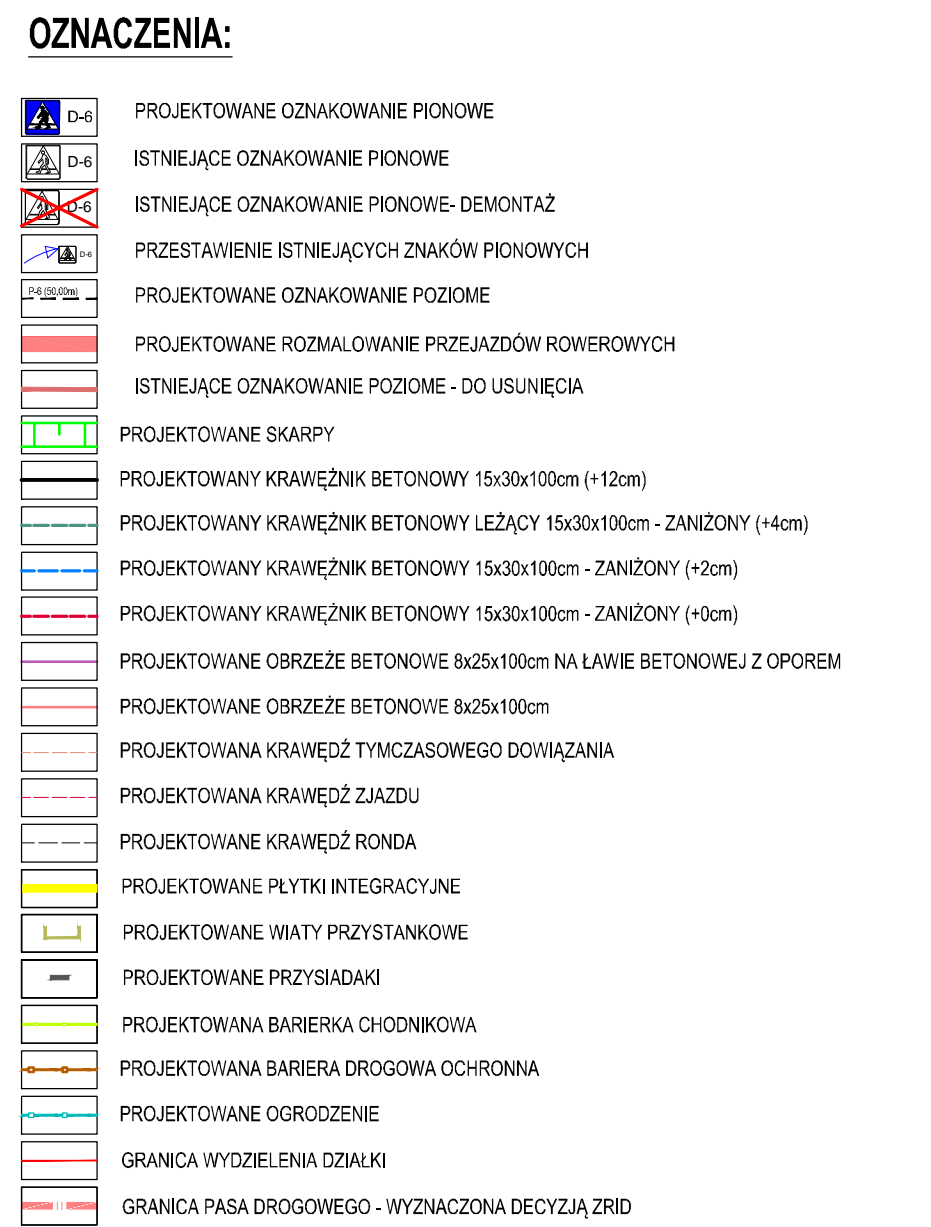 OZNACZENIA:
D-6 PROJEKTOWANE OZNAKOWANIE PIONOWE
D-6 ISTNIEJĄCE OZNAKOWANIE PIONOWE
D-6 ISTNIEJĄCE OZNAKOWANIE PIONOWE- DEMONTAŻ
D-6 PRZESTAWIENIE ISTNIEJĄCYCH ZNAKÓW PIONOWYCH
P-6 (50,00m) PROJEKTOWANE OZNAKOWANIE POZIOME
PROJEKTOWANE ROZMALOWANIE PRZEJAZDÓW ROWEROWYCH
ISTNIEJĄCE OZNAKOWANIE POZIOME - DO USUNIĘCIA
PROJEKTOWANE SKARPY
PROJEKTOWANY KRAWĘŻNIK BETONOWY 15x30x100cm (+12cm)
PROJEKTOWANY KRAWĘŻNIK BETONOWY LEŻĄCY 15x30x100cm - ZANIŻONY (+4cm)
PROJEKTOWANY KRAWĘŻNIK BETONOWY 15x30x100cm - ZANIŻONY (+2cm)
PROJEKTOWANY KRAWĘŻNIK BETONOWY 15x30x100cm - ZANIŻONY (+0cm)
PROJEKTOWANE OBRZEŻE BETONOWE 8x25x100cm NA ŁAWIE BETONOWEJ Z OPOREM
PROJEKTOWANE OBRZEŻE BETONOWE 8x25x100cm
PROJEKTOWANA KRAWĘDŹ TYMCZASOWEGO DOWIĄZANIA
PROJEKTOWANA KRAWĘDŹ ZJAZDU
PROJEKTOWANE KRAWĘDŹ RONDA
PROJEKTOWANE PŁYTKI INTEGRACYJNE
PROJEKTOWANE WIATY PRZYSTANKOWE
PROJEKTOWANE PRZYSIADAKI
PROJEKTOWANA BARIERKA CHODNIKOWA
PROJEKTOWANA BARIERA DROGOWA OCHRONNA
PROJEKTOWANE OGRODZENIE
GRANICA WYDZIELENIA DZIAŁKI
GRANICA PASA DROGOWEGO - WYZNACZONA DECYZJĄ ZRID